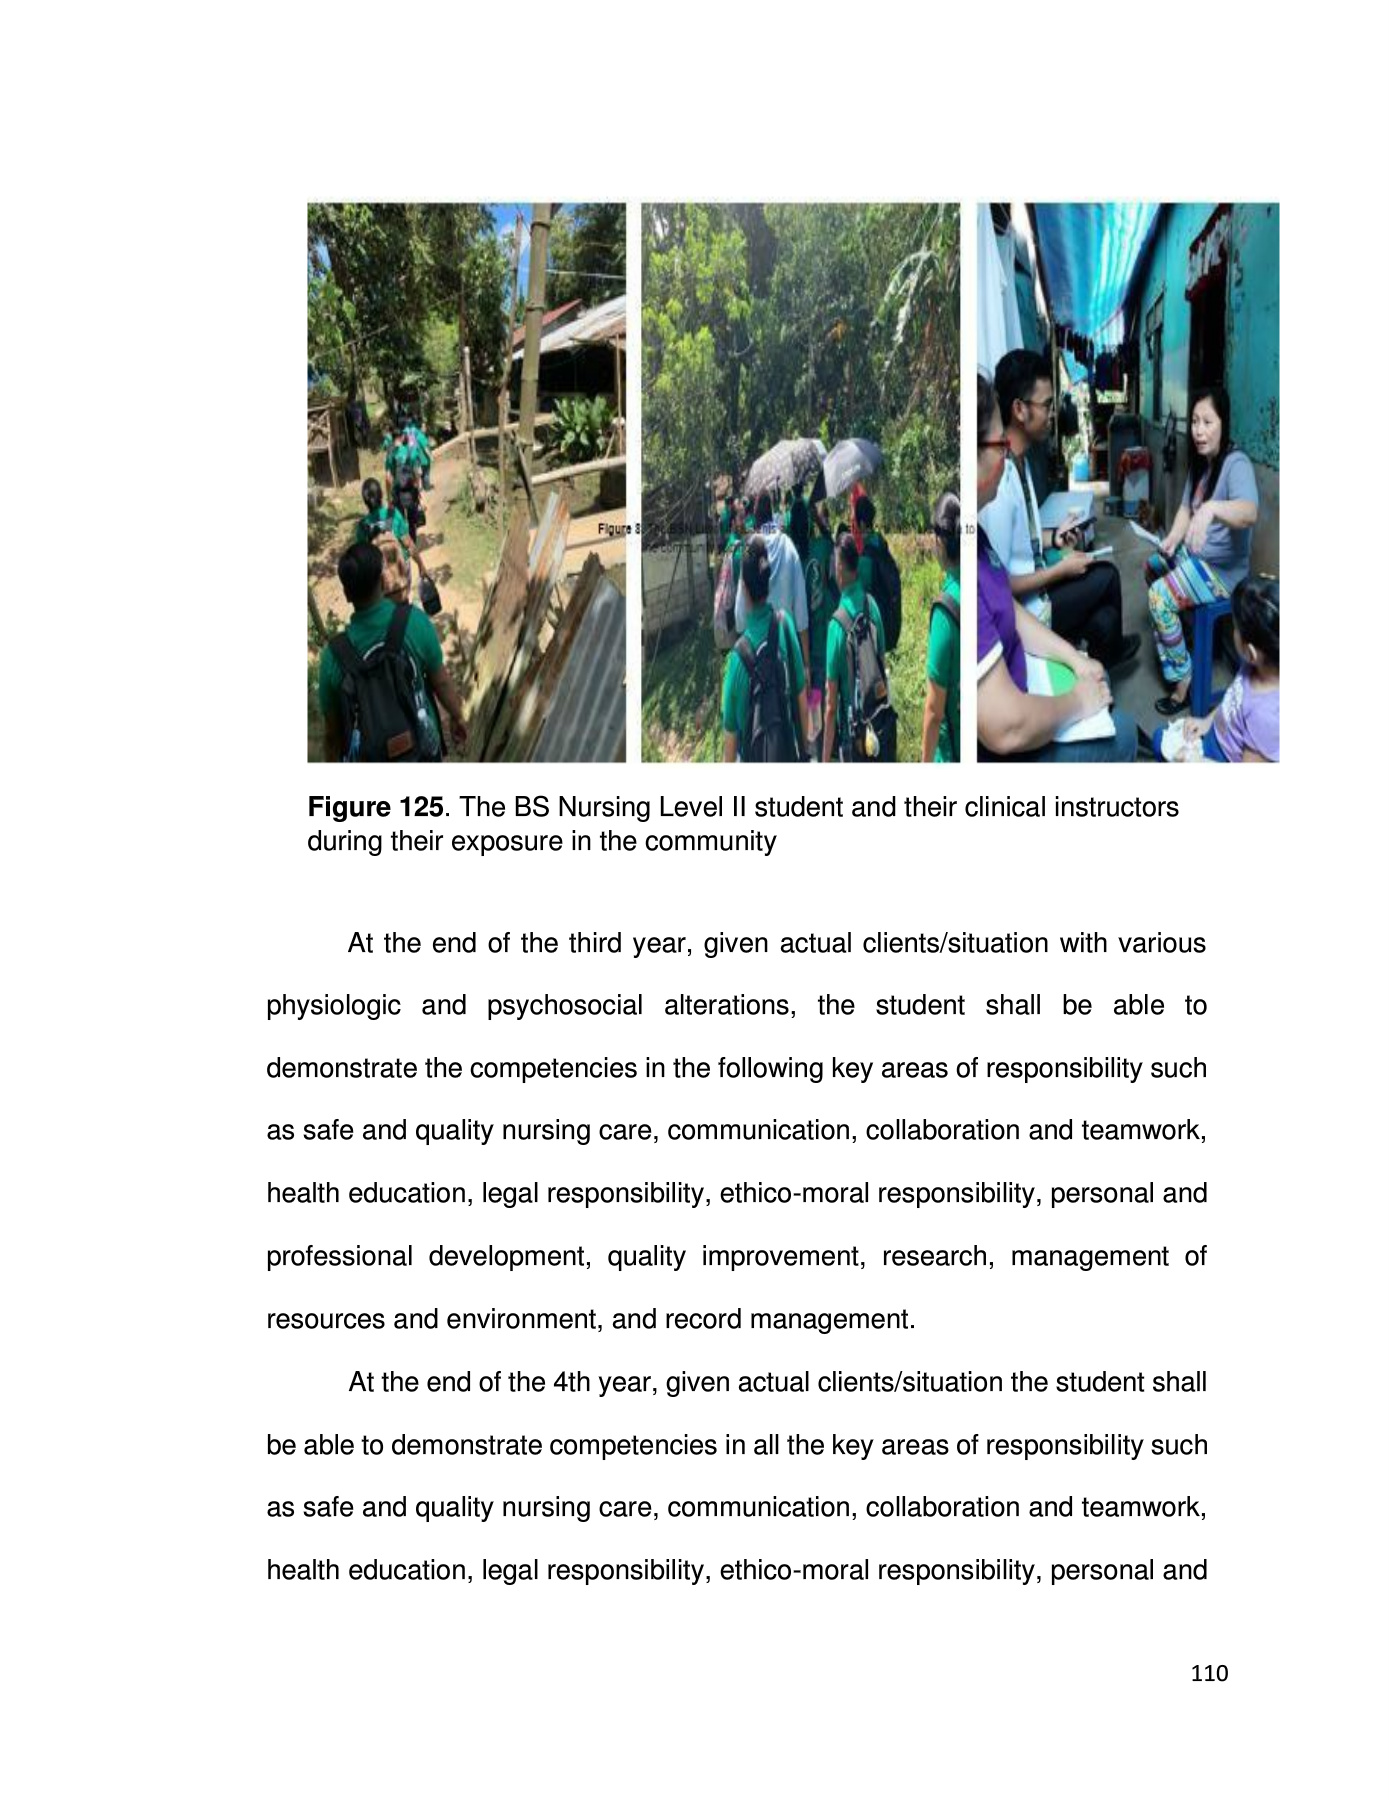 Figure 8
to
Figure 125. The BS Nursing Level II student and their clinical instructors
during their exposure in the community
At the end of the third year, given actual clients/situation with various
physiologic and psychosocial alterations, the student shall be able to
demonstrate the competencies in the following key areas of responsibility such
as safe and quality nursing care, communication, collaboration and teamwork,
health education, legal responsibility, ethico-moral responsibility, personal and
professional development, quality improvement, research, management of
resources and environment, and record management.
At the end of the 4th year, given actual clients/situation the student shall
be able to demonstrate competencies in all the key areas of responsibility such
as safe and quality nursing care, communication, collaboration and teamwork,
health education, legal responsibility, ethico-moral responsibility, personal and
110